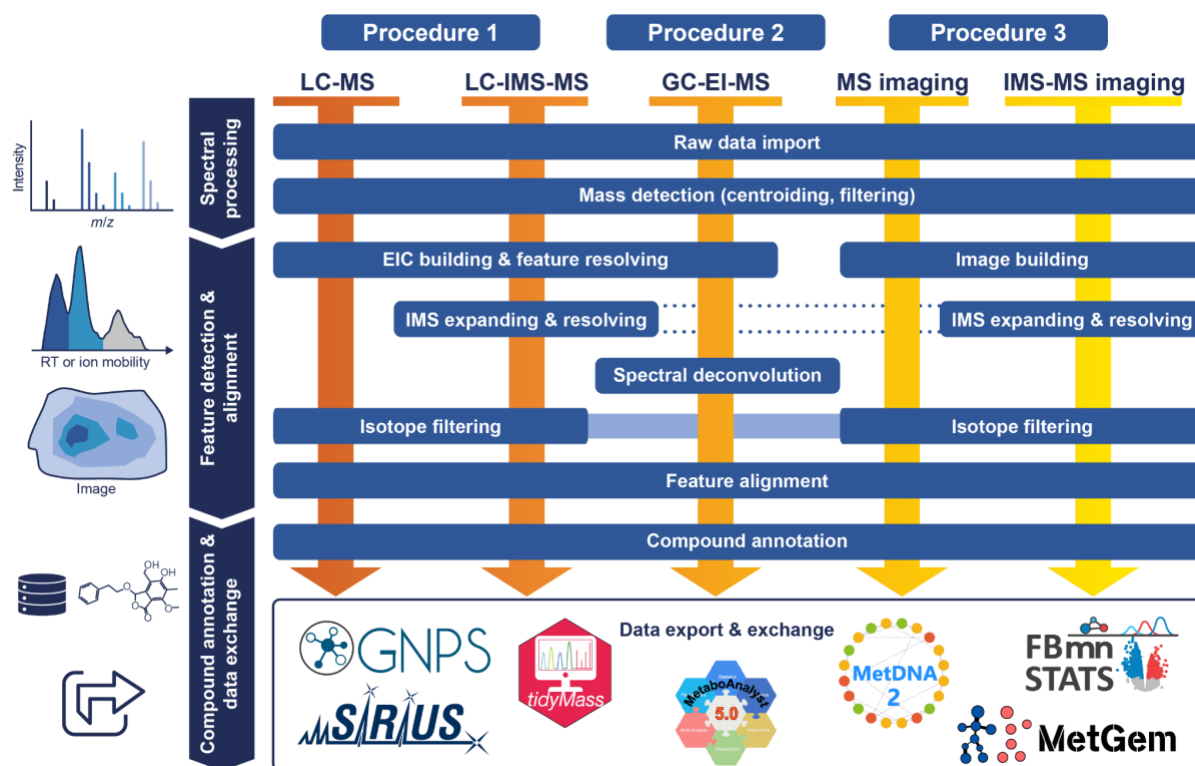 Procedure 1
Procedure 2
Procedure 3
LC-MS
LC-IMS-MS
GC-EI-MS
MS imaging
IMS-MS imaging
Spectral
processing
Intensity
m/z
Raw data import
Mass detection (centroiding, filtering)
Feature detection &
alignment
RT or ion mobility
Image
EIC building & feature resolving
Image building
IMS expanding & resolving
IMS expanding & resolving
Spectral deconvolution
Isotope filtering
Isotope filtering
Feature alignment
Compound annotation &
data exchange
Compound annotation
HO
OH
O
O
O
O
Data export & exchange
GNPS
SIRIUS
tidyMass
MetaboAnalyst
5.0
MetDNA
2
FBmn
STATS
MetGem